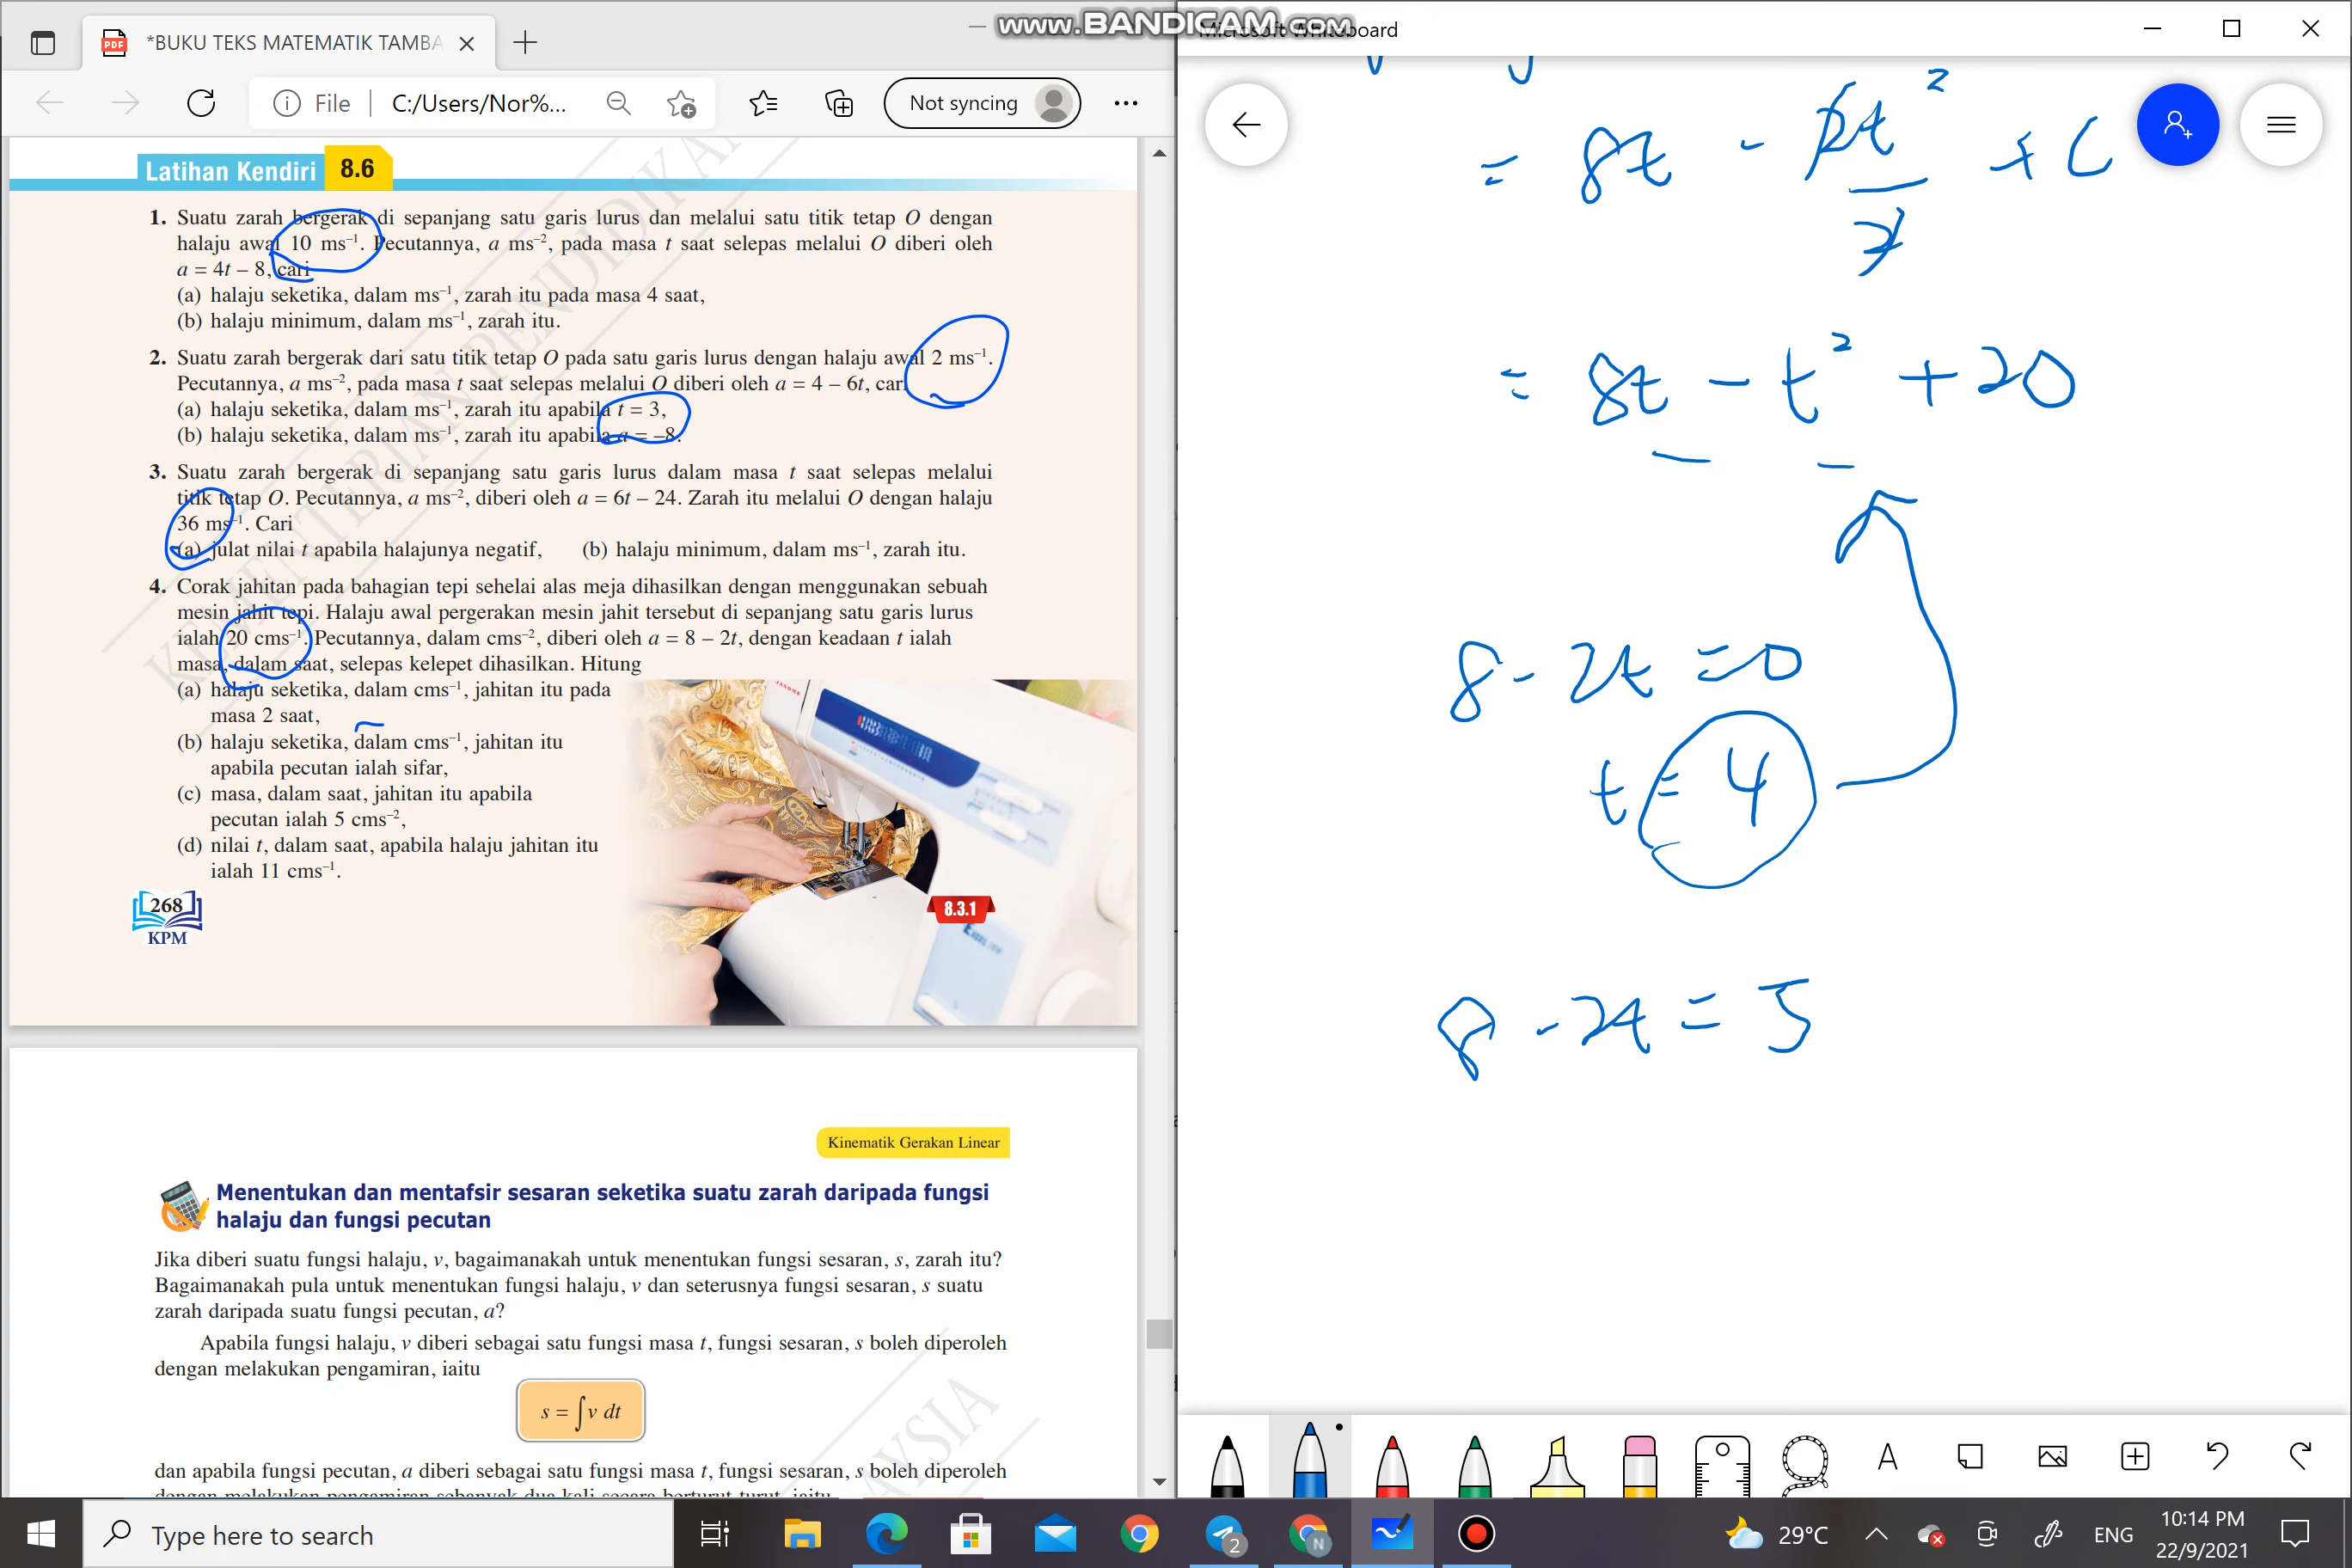 www.BANDICAM.com
*BUKU TEKS MATEMATIK TAMBA
Microsoft Whiteboard
File
C:/Users/Nor%...
Not syncing
Latihan Kendiri 8.6
1. Suatu zarah bergerak di sepanjang satu garis lurus dan melalui satu titik tetap O dengan
halaju awal 10 ms⁻¹. Pecutannya, a ms⁻², pada masa t saat selepas melalui O diberi oleh
a = 4t – 8, cari
(a) halaju seketika, dalam ms⁻¹, zarah itu pada masa 4 saat,
(b) halaju minimum, dalam ms⁻¹, zarah itu.
2. Suatu zarah bergerak dari satu titik tetap O pada satu garis lurus dengan halaju awal 2 ms⁻¹.
Pecutannya, a ms⁻², pada masa t saat selepas melalui O diberi oleh a = 4 – 6t, cari
(a) halaju seketika, dalam ms⁻¹, zarah itu apabila t = 3,
(b) halaju seketika, dalam ms⁻¹, zarah itu apabila a = –8.
3. Suatu zarah bergerak di sepanjang satu garis lurus dalam masa t saat selepas melalui
titik tetap O. Pecutannya, a ms⁻², diberi oleh a = 6t – 24. Zarah itu melalui O dengan halaju
36 ms⁻¹. Cari
(a) julat nilai t apabila halajunya negatif, (b) halaju minimum, dalam ms⁻¹, zarah itu.
4. Corak jahitan pada bahagian tepi sehelai alas meja dihasilkan dengan menggunakan sebuah
mesin jahit tepi. Halaju awal pergerakan mesin jahit tersebut di sepanjang satu garis lurus
ialah 20 cms⁻¹. Pecutannya, dalam cms⁻², diberi oleh a = 8 – 2t, dengan keadaan t ialah
masa, dalam saat, selepas kelepet dihasilkan. Hitung
(a) halaju seketika, dalam cms⁻¹, jahitan itu pada
masa 2 saat,
(b) halaju seketika, dalam cms⁻¹, jahitan itu
apabila pecutan ialah sifar,
(c) masa, dalam saat, jahitan itu apabila
pecutan ialah 5 cms⁻²,
(d) nilai t, dalam saat, apabila halaju jahitan itu
ialah 11 cms⁻¹.
268
KPM
8.3.1
KEMENTERIAN PENDIDIKAN
Kinematik Gerakan Linear
Menentukan dan mentafsir sesaran seketika suatu zarah daripada fungsi
halaju dan fungsi pecutan
Jika diberi suatu fungsi halaju, v, bagaimanakah untuk menentukan fungsi sesaran, s, zarah itu?
Bagaimanakah pula untuk menentukan fungsi halaju, v dan seterusnya fungsi sesaran, s suatu
zarah daripada suatu fungsi pecutan, a?
Apabila fungsi halaju, v diberi sebagai satu fungsi masa t, fungsi sesaran, s boleh diperoleh
dengan melakukan pengamiran, iaitu
s = ∫ v dt
dan apabila fungsi pecutan, a diberi sebagai satu fungsi masa t, fungsi sesaran, s boleh diperoleh
dengan melakukan pengamiran sebanyak dua kali secara berturut-turut, iaitu
AYSIA
= 8t - 2t²/2 + C
= 8t - t² + 20
8 - 2t = 0
t = 4
8 - 2t = 5
A
Type here to search
2
N
29°C
ENG
10:14 PM
22/9/2021